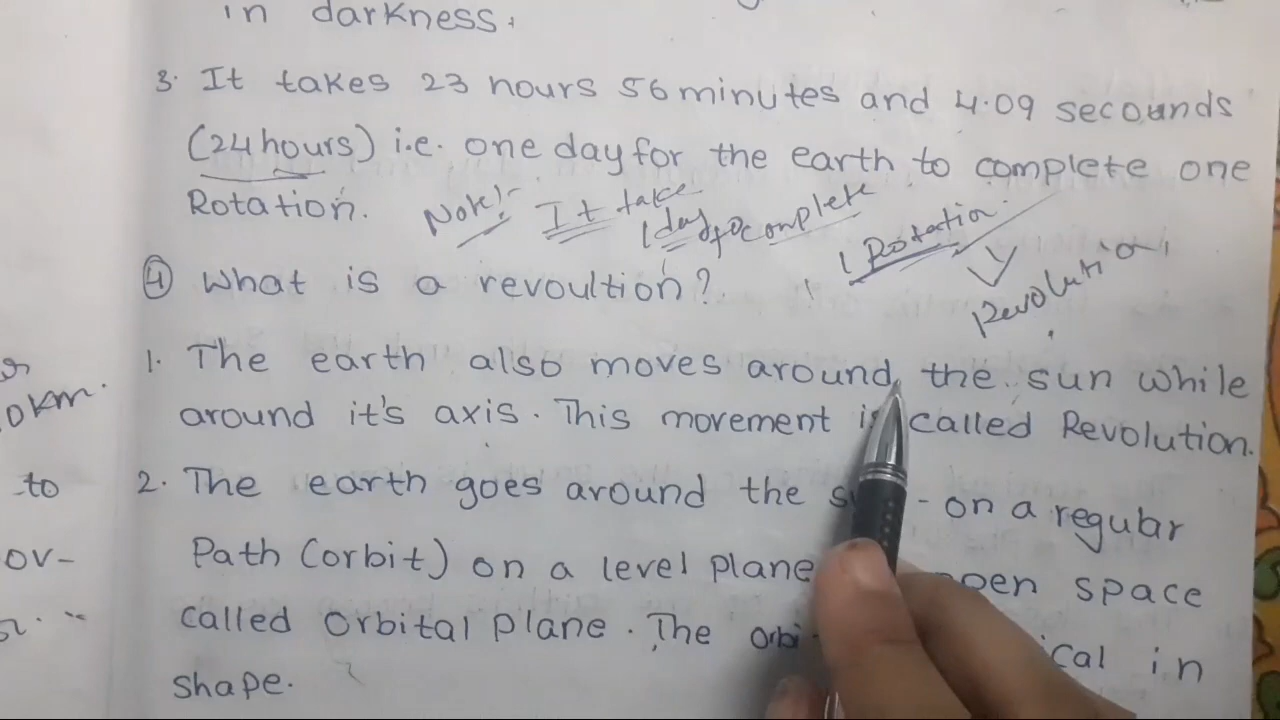 in darkness.
3. It takes 23 hours 56 minutes and 4.09 secounds
(24 hours) i.e. one day for the earth to complete one
Rotation.
Note:- It take
1 day to complete
1 Rotation.
Revolution.
④ What is a revoultion?
1. The earth also moves around the sun while
around it's axis. This movement is called Revolution.
2. The earth goes around the on a regular
Path (orbit) on a level plane space
called orbital plane. The in
shape.
0km.
to
ov-